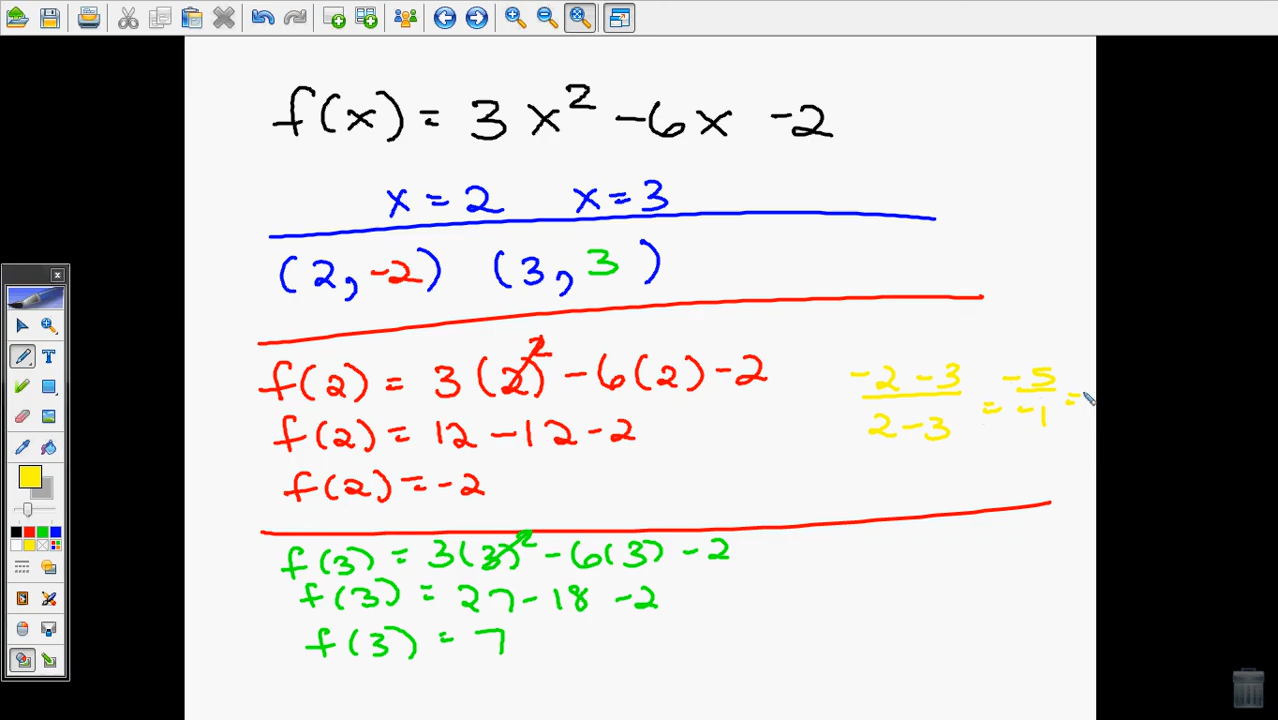 f(x) = 3x² -6x -2
x = 2 x = 3
(2, -2) (3, 3)
f(2) = 3(2)² - 6(2) - 2
f(2) = 12 - 12 - 2
f(2) = -2
-2 - 3 / 2 - 3 = -5 / -1 =
f(3) = 3(3)² - 6(3) - 2
f(3) = 27 - 18 - 2
f(3) = 7